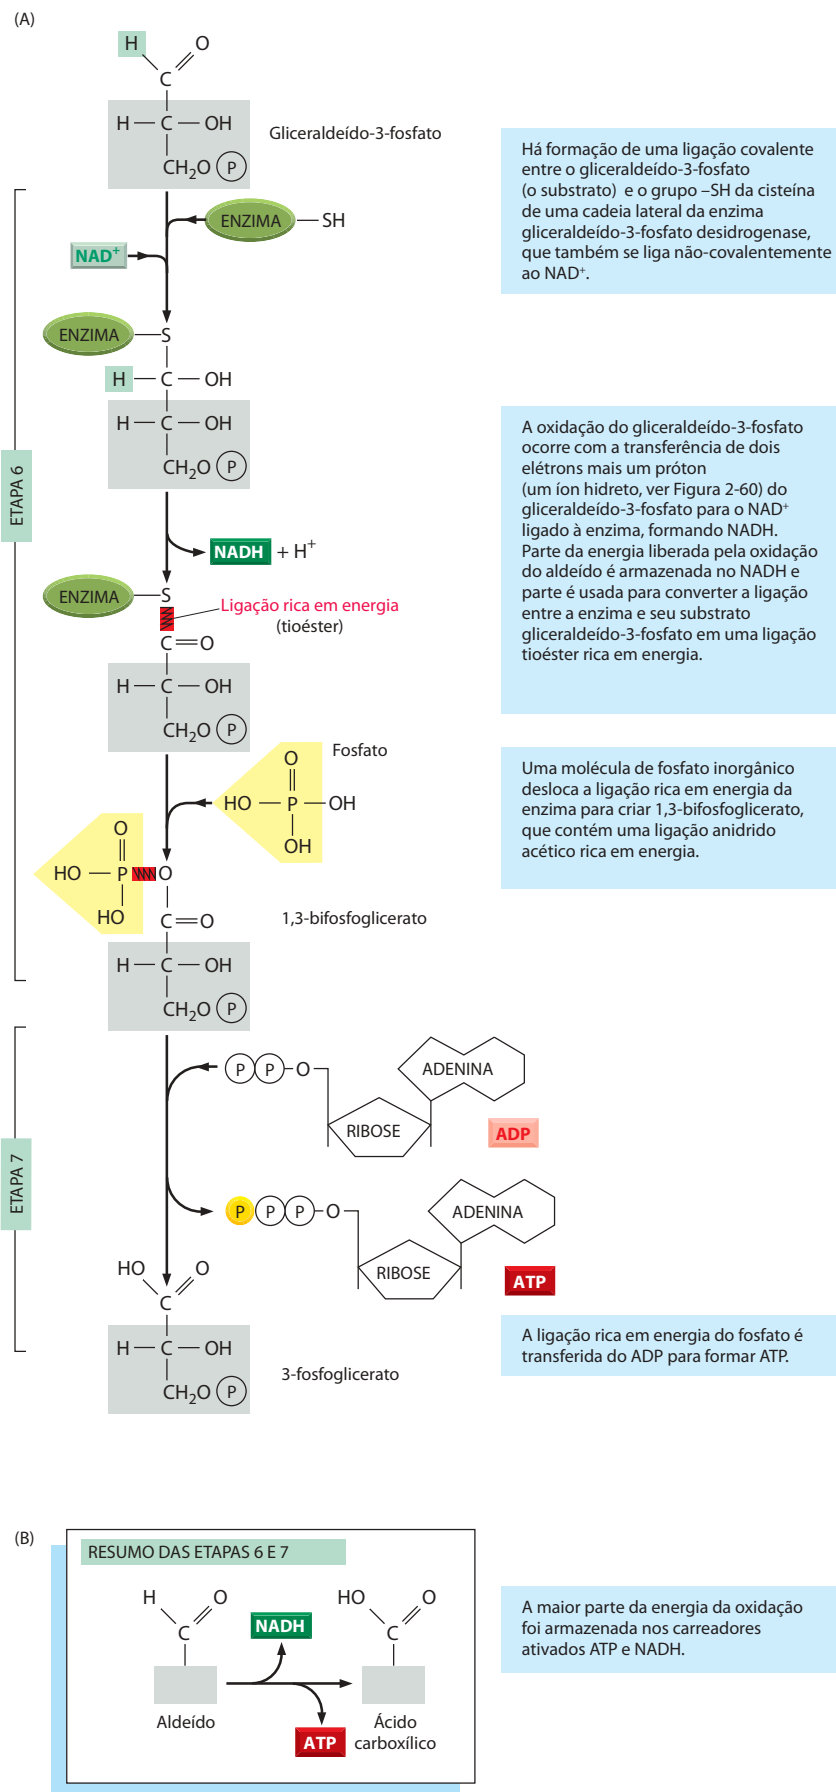 (A)
H
O
C
H — C — OH
CH₂O P
Gliceraldeído-3-fosfato
Há formação de uma ligação covalente
entre o gliceraldeído-3-fosfato
(o substrato) e o grupo –SH da cisteína
de uma cadeia lateral da enzima
gliceraldeído-3-fosfato desidrogenase,
que também se liga não-covalentemente
ao NAD⁺.
ETAPA 6
ENZIMA — SH
NAD⁺
ENZIMA — S
H — C — OH
H — C — OH
CH₂O P
A oxidação do gliceraldeído-3-fosfato
ocorre com a transferência de dois
elétrons mais um próton
(um íon hidreto, ver Figura 2-60) do
gliceraldeído-3-fosfato para o NAD⁺
ligado à enzima, formando NADH.
Parte da energia liberada pela oxidação
do aldeído é armazenada no NADH e
parte é usada para converter a ligação
entre a enzima e seu substrato
gliceraldeído-3-fosfato em uma ligação
tioéster rica em energia.
NADH + H⁺
ENZIMA — S
Ligação rica em energia
(tioéster)
C=O
H — C — OH
CH₂O P
Fosfato
O
HO — P — OH
OH
Uma molécula de fosfato inorgânico
desloca a ligação rica em energia da
enzima para criar 1,3-bifosfoglicerato,
que contém uma ligação anidrido
acético rica em energia.
O
HO — P O
HO
C=O
1,3-bifosfoglicerato
H — C — OH
CH₂O P
ETAPA 7
P P — O
ADENINA
RIBOSE
ADP
P P P — O
ADENINA
RIBOSE
ATP
HO
O
C
H — C — OH
CH₂O P
3-fosfoglicerato
A ligação rica em energia do fosfato é
transferida do ADP para formar ATP.
(B)
RESUMO DAS ETAPAS 6 E 7
H
O
C
NADH
HO
O
C
Aldeído
ATP
Ácido
carboxílico
A maior parte da energia da oxidação
foi armazenada nos carreadores
ativados ATP e NADH.